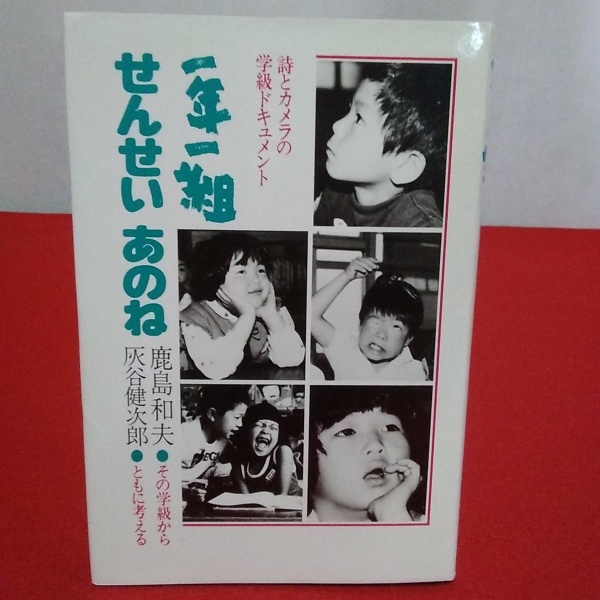 詩とカメラの
学級ドキュメント
一年一組
せんせい あのね
鹿島和夫●その学級から
灰谷健次郎●ともに考える